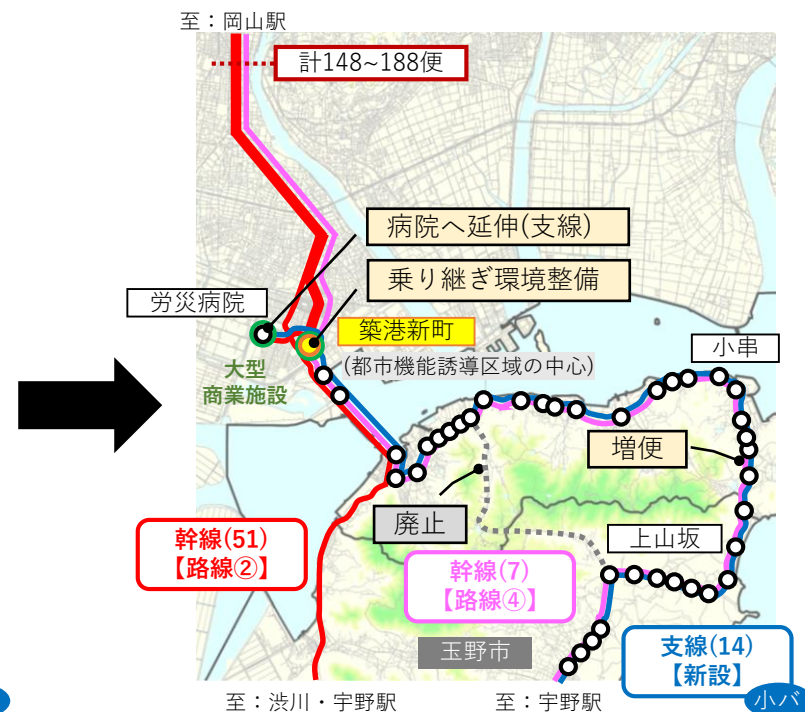 至：岡山駅
計148~188便
病院へ延伸(支線)
乗り継ぎ環境整備
労災病院
築港新町
(都市機能誘導区域の中心)
大型
商業施設
小串
増便
廃止
上山坂
幹線(51)
【路線②】
幹線(7)
【路線④】
玉野市
支線(14)
【新設】
小バ
至：渋川・宇野駅
至：宇野駅